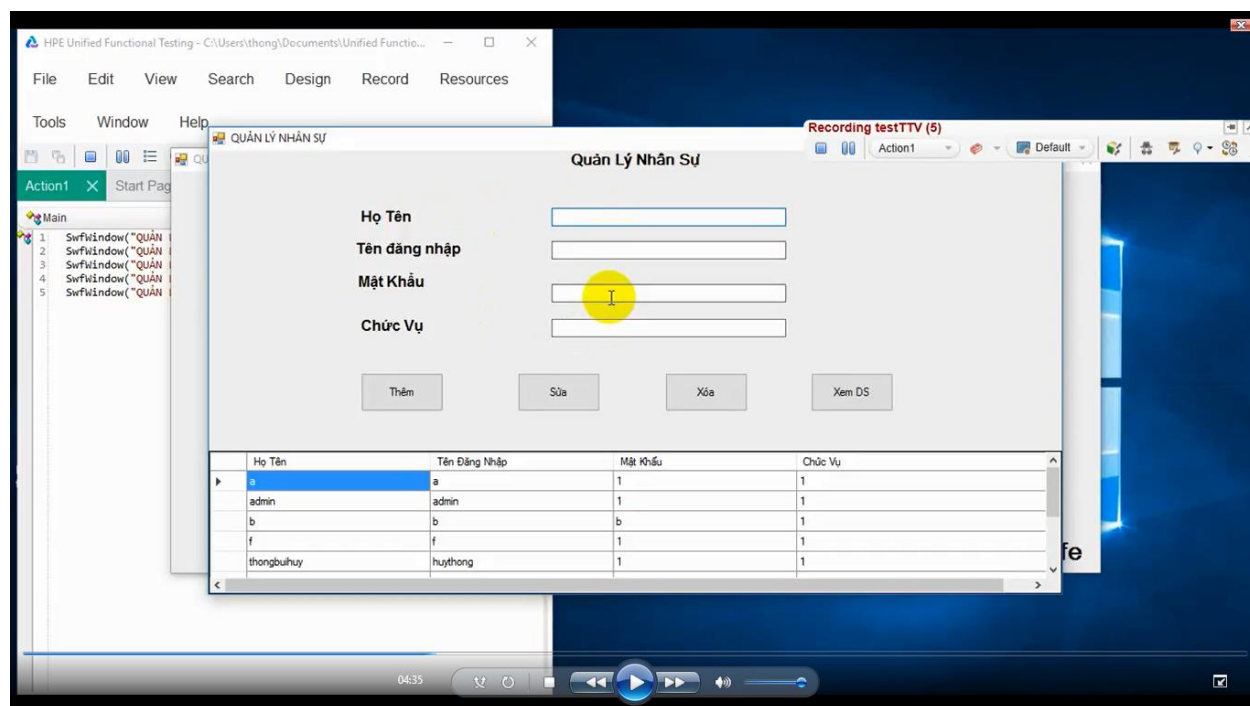 HPE Unified Functional Testing - C:\Users\thong\Documents\Unified Functio...
File Edit View Search Design Record Resources
Tools Window Help
Recording testTTV (5)
QUẢN LÝ NHÂN SỰ
Action1 Default
QU
Quản Lý Nhân Sự
Action1 Start Pag
Main
Họ Tên
1 SwfWindow("QUẢN
2 SwfWindow("QUẢN
3 SwfWindow("QUẢN
4 SwfWindow("QUẢN
5 SwfWindow("QUẢN
Tên đăng nhập
Mật Khẩu
Chức Vụ
Thêm Sửa Xóa Xem DS
Họ Tên Tên Đăng Nhập Mật Khẩu Chức Vụ
a a 1 1
admin admin 1 1
b b b 1
f f 1 1
thongbuihuy huythong 1 1
fe
04:35